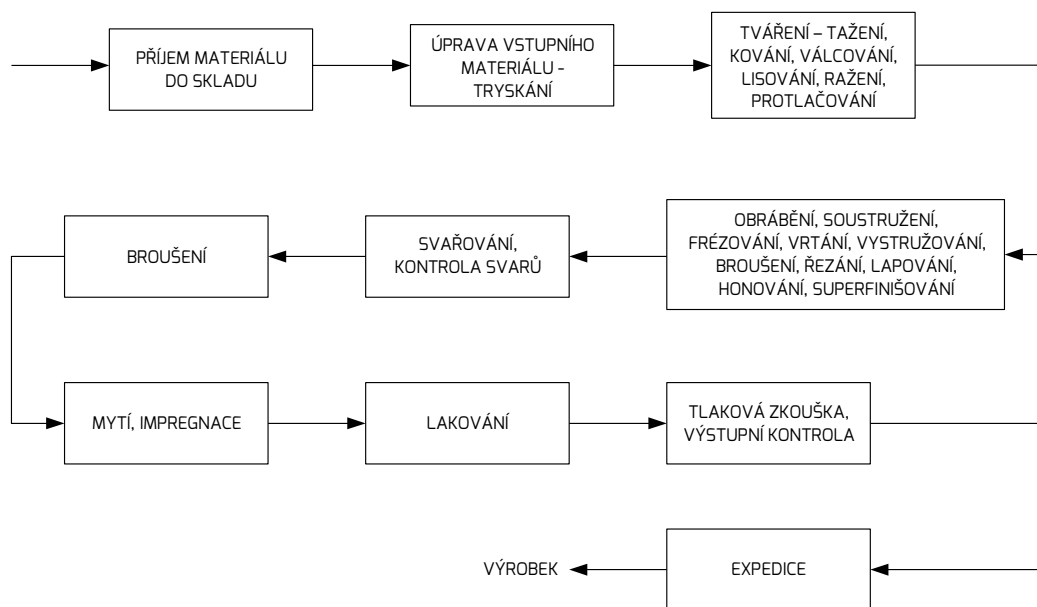 PŘÍJEM MATERIÁLU
DO SKLADU
ÚPRAVA VSTUPNÍHO
MATERIÁLU -
TRYSKÁNÍ
TVÁŘENÍ – TAŽENÍ,
KOVÁNÍ, VÁLCOVÁNÍ,
LISOVÁNÍ, RAŽENÍ,
PROTLAČOVÁNÍ
OBRÁBĚNÍ, SOUSTRUŽENÍ,
FRÉZOVÁNÍ, VRTÁNÍ, VYSTRUŽOVÁNÍ,
BROUŠENÍ, ŘEZÁNÍ, LAPOVÁNÍ,
HONOVÁNÍ, SUPERFINIŠOVÁNÍ
SVAŘOVÁNÍ,
KONTROLA SVARŮ
BROUŠENÍ
MYTÍ, IMPREGNACE
LAKOVÁNÍ
TLAKOVÁ ZKOUŠKA,
VÝSTUPNÍ KONTROLA
EXPEDICE
VÝROBEK